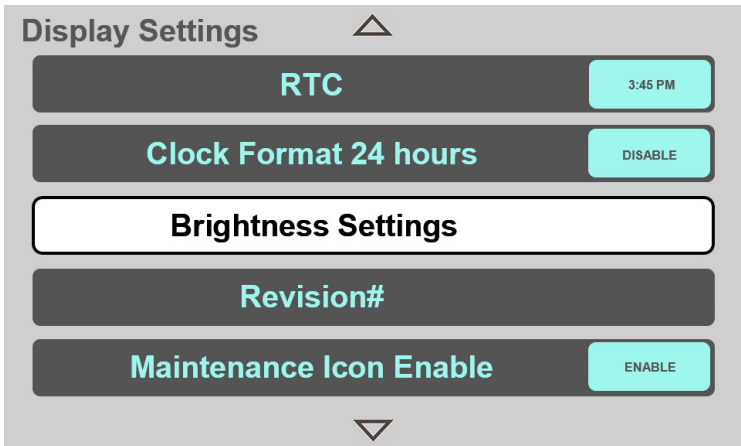 Display Settings
RTC 3:45 PM
Clock Format 24 hours DISABLE
Brightness Settings
Revision#
Maintenance Icon Enable ENABLE